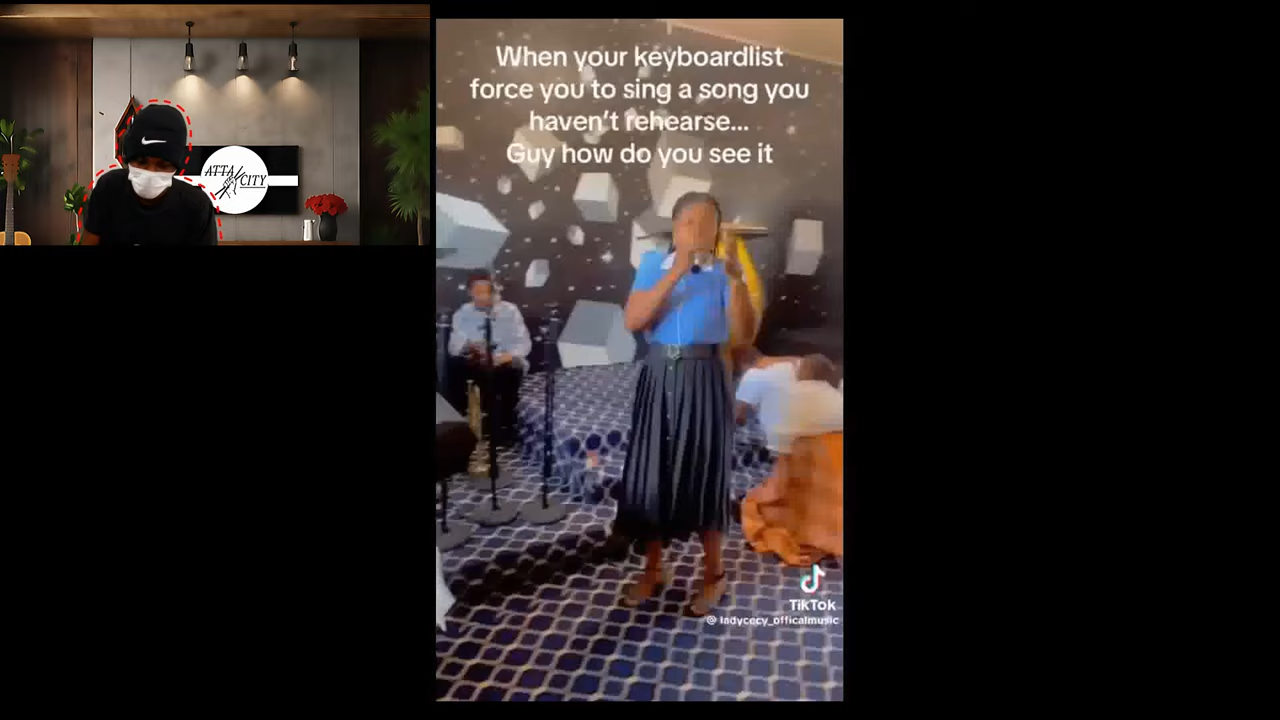 ATTA
CITY
When your keyboardlist
force you to sing a song you
haven't rehearse...
Guy how do you see it
TikTok
@ ladycecy_officalmusic